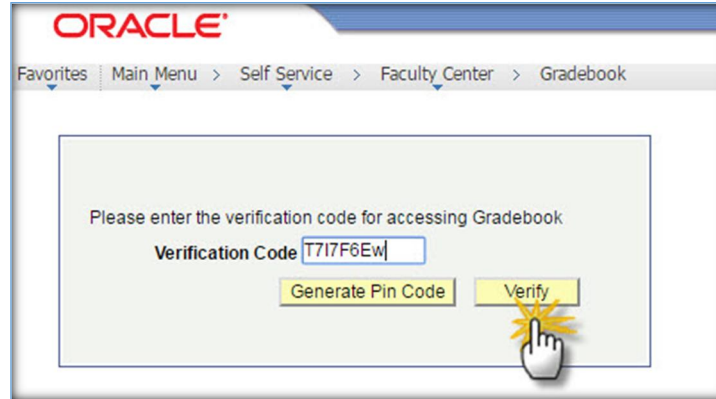 ORACLE
Favorites Main Menu > Self Service > Faculty Center > Gradebook
Please enter the verification code for accessing Gradebook
Verification Code T7I7F6Ew
Generate Pin Code Verify